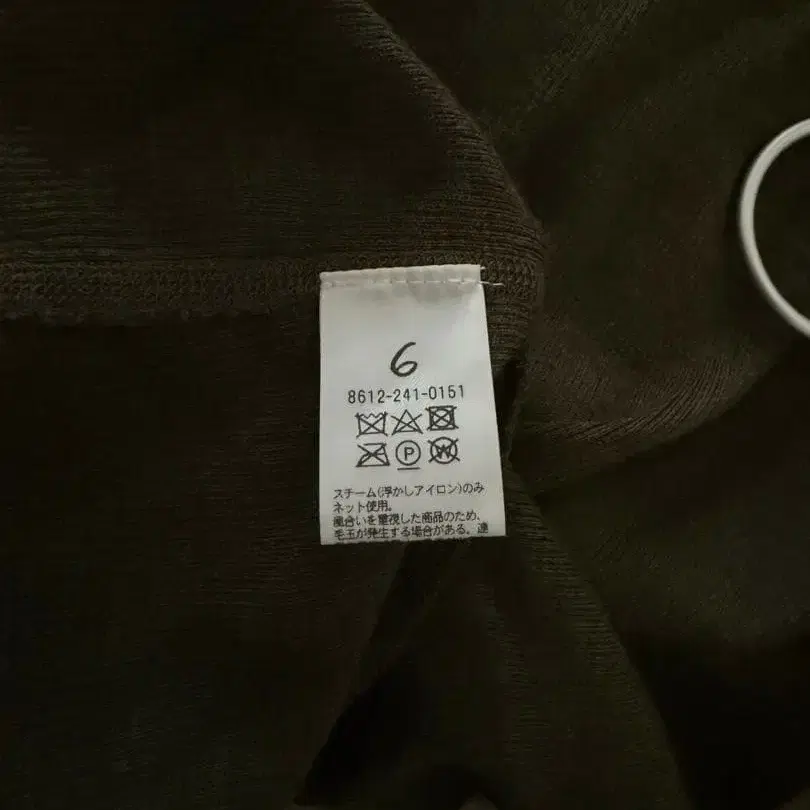 6
8612-241-0151
P
W
スチーム(浮かしアイロン)のみ
ネット使用。
風合いを重視した商品のため、
毛玉が発生する場合がある。連